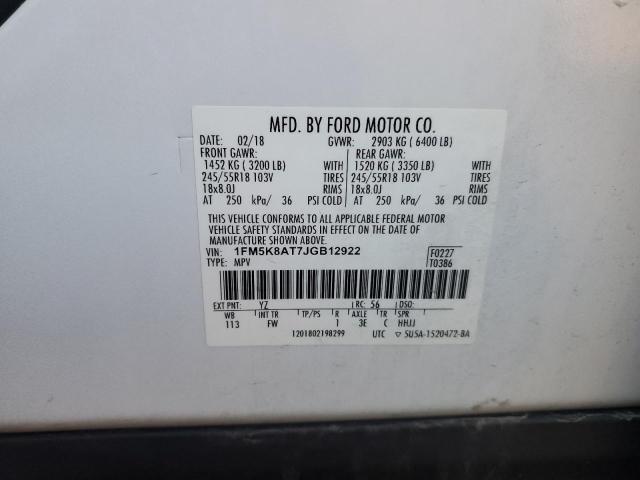 MFD. BY FORD MOTOR CO.
DATE: 02/18 GVWR: 2903 KG ( 6400 LB)
FRONT GAWR: REAR GAWR:
1452 KG ( 3200 LB) WITH 1520 KG ( 3350 LB) WITH
245/55R18 103V TIRES 245/55R18 103V TIRES
18x8.0J RIMS 18x8.0J RIMS
AT 250 kPa/ 36 PSI COLD AT 250 kPa/ 36 PSI COLD
THIS VEHICLE CONFORMS TO ALL APPLICABLE FEDERAL MOTOR
VEHICLE SAFETY STANDARDS IN EFFECT ON THE DATE OF
MANUFACTURE SHOWN ABOVE.
VIN: 1FM5K8AT7JGB12922 F0227
TYPE: MPV T0386
EXT PNT: YZ RC: 56 DSO:
WB INT TR TP/PS R AXLE TR SPR
113 FW 1 3E C HHJJ
1201802198299 UTC ▽ 5U5A-1520472-BA